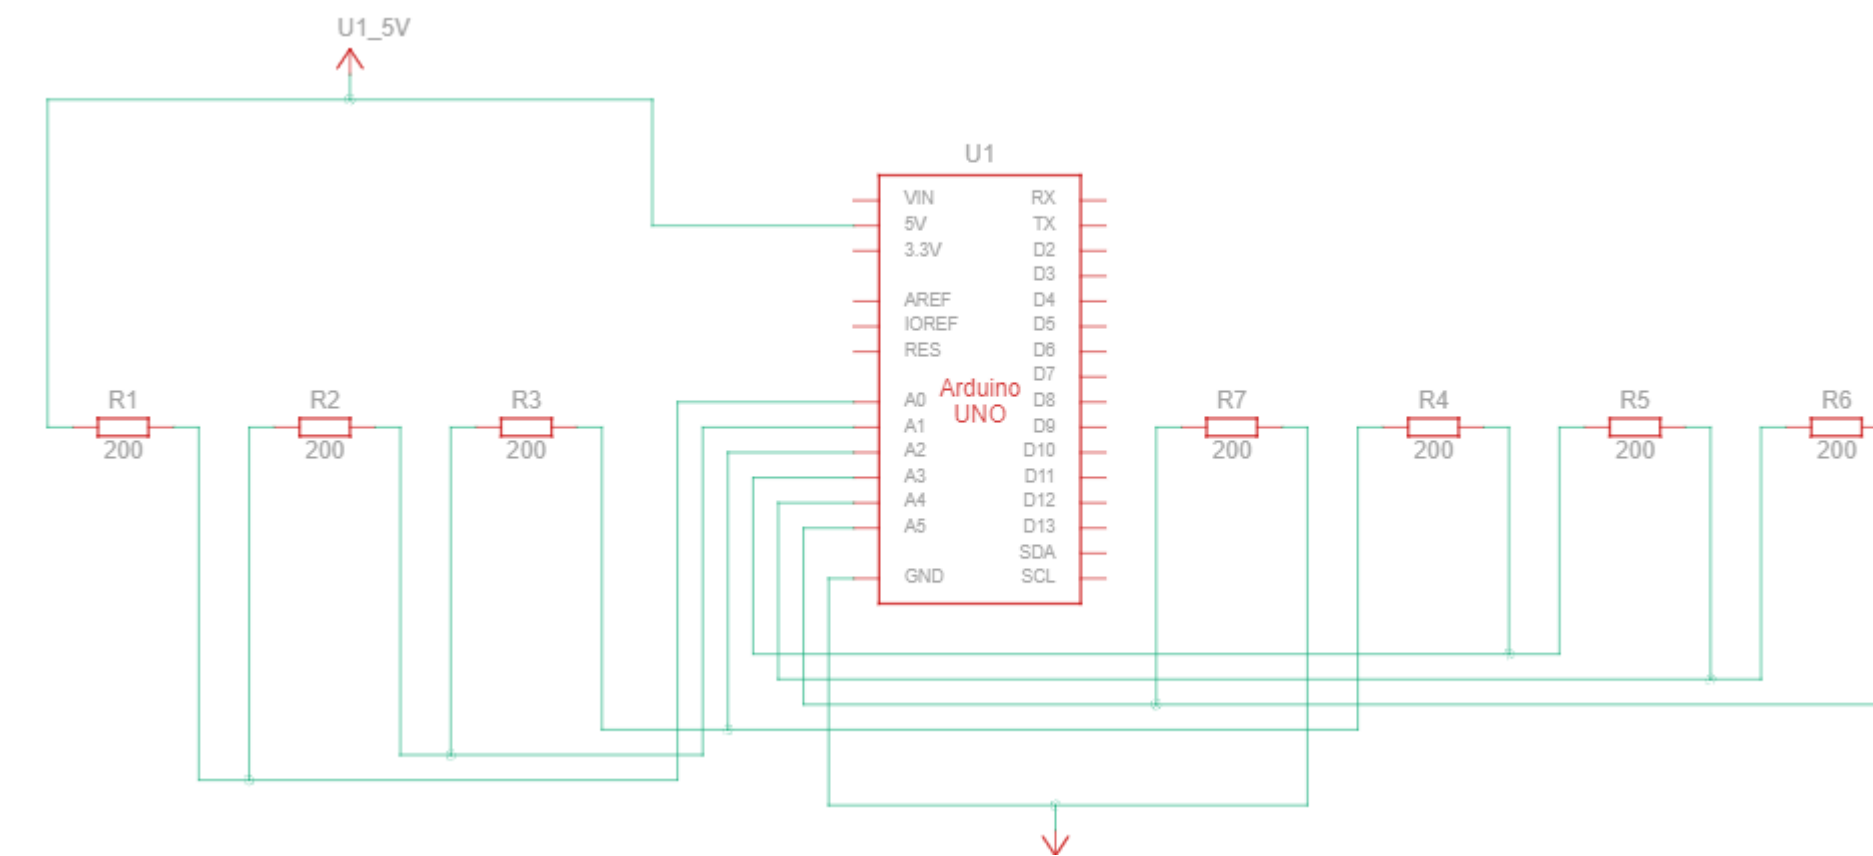 U1_5V
U1
VIN RX
5V TX
3.3V D2
D3
AREF D4
IOREF D5
RES D6
D7
A0 D8
A1 D9
A2 D10
A3 D11
A4 D12
A5 D13
SDA
GND SCL
Arduino
UNO
R1 R2 R3 R7 R4 R5 R6
200 200 200 200 200 200 200